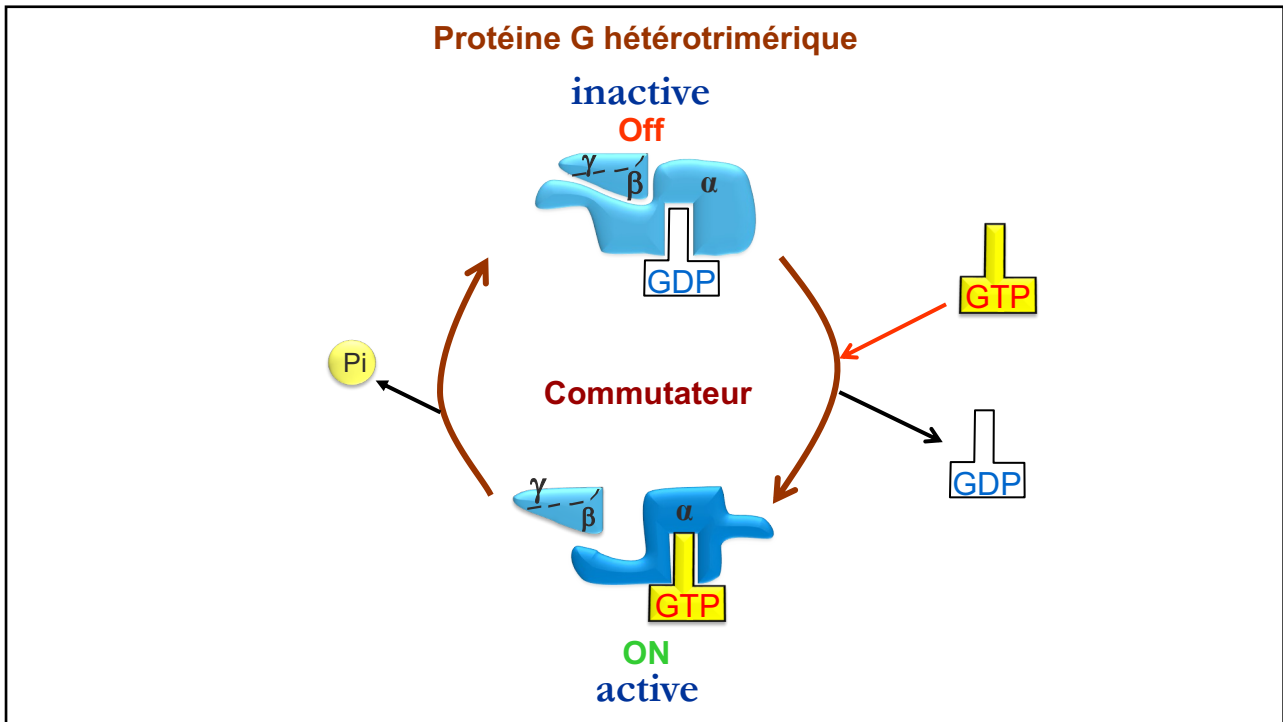 Protéine G hétérotrimérique
inactive
Off
γ
β
α
GDP
GTP
Pi
Commutateur
GDP
γ
β
α
GTP
ON
active